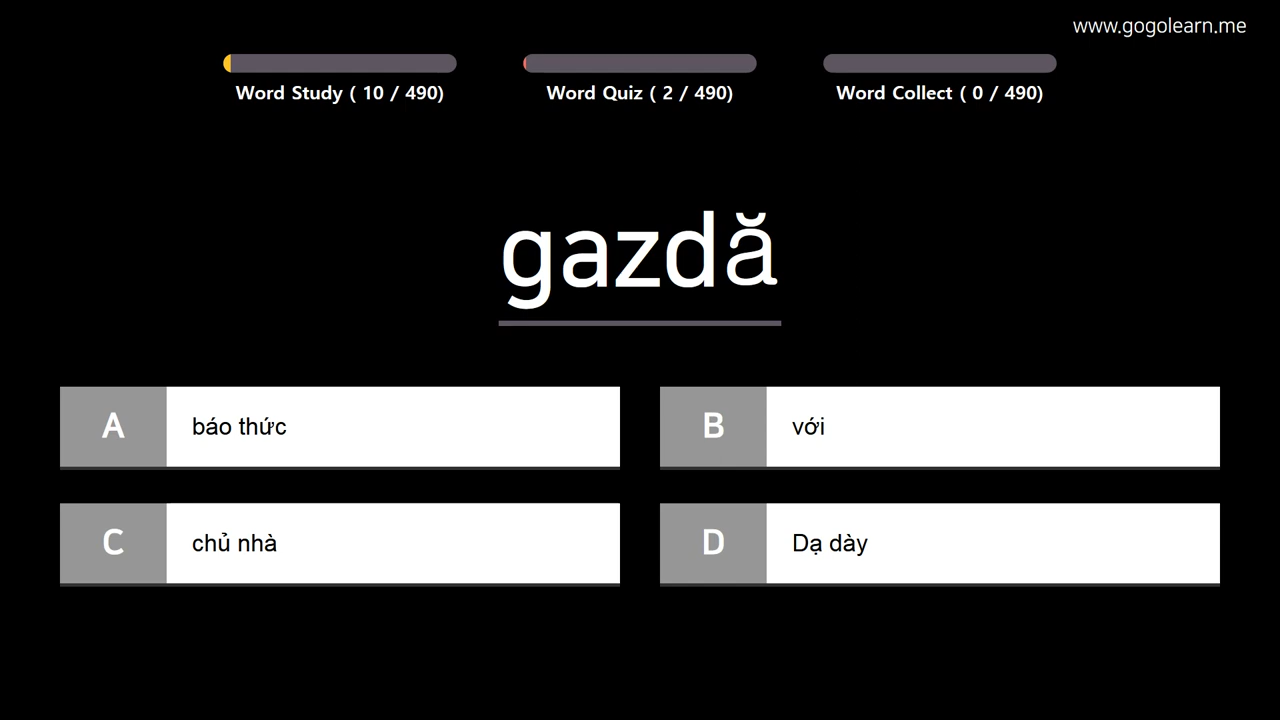 www.gogolearn.me
Word Study ( 10 / 490)
Word Quiz ( 2 / 490)
Word Collect ( 0 / 490)
gazdă
A
báo thức
B
với
C
chủ nhà
D
Dạ dày